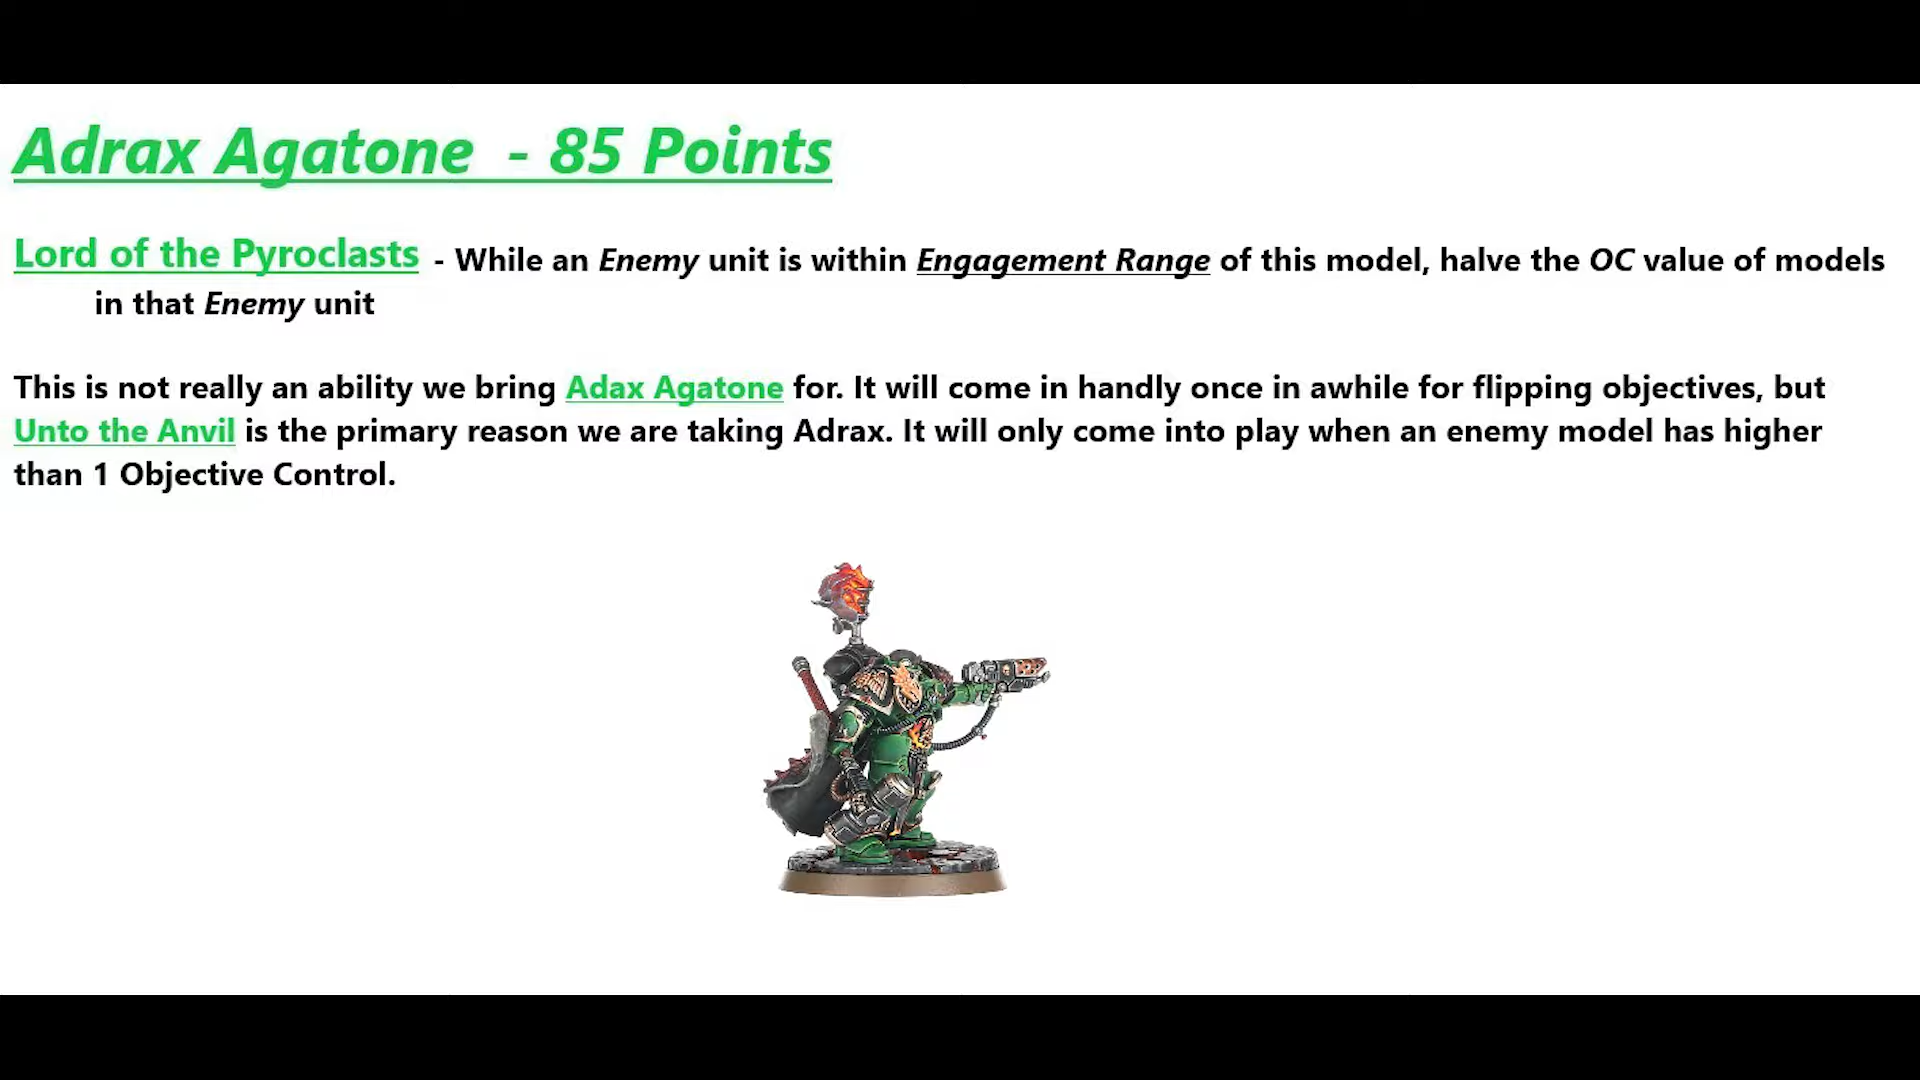 Adrax Agatone - 85 Points
Lord of the Pyroclasts - While an Enemy unit is within Engagement Range of this model, halve the OC value of models
in that Enemy unit
This is not really an ability we bring Adax Agatone for. It will come in handly once in awhile for flipping objectives, but
Unto the Anvil is the primary reason we are taking Adrax. It will only come into play when an enemy model has higher
than 1 Objective Control.